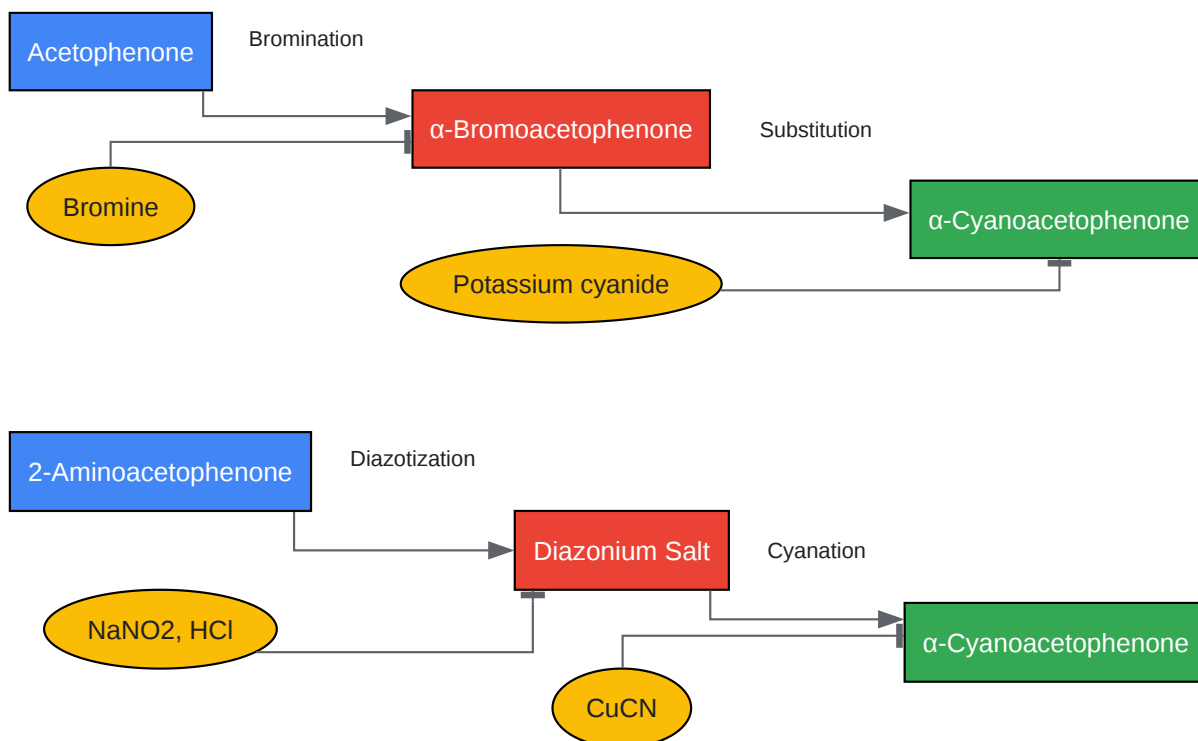 Acetophenone
Bromination
α-Bromoacetophenone
Substitution
Bromine
α-Cyanoacetophenone
Potassium cyanide
2-Aminoacetophenone
Diazotization
Diazonium Salt
Cyanation
NaNO2, HCl
α-Cyanoacetophenone
CuCN